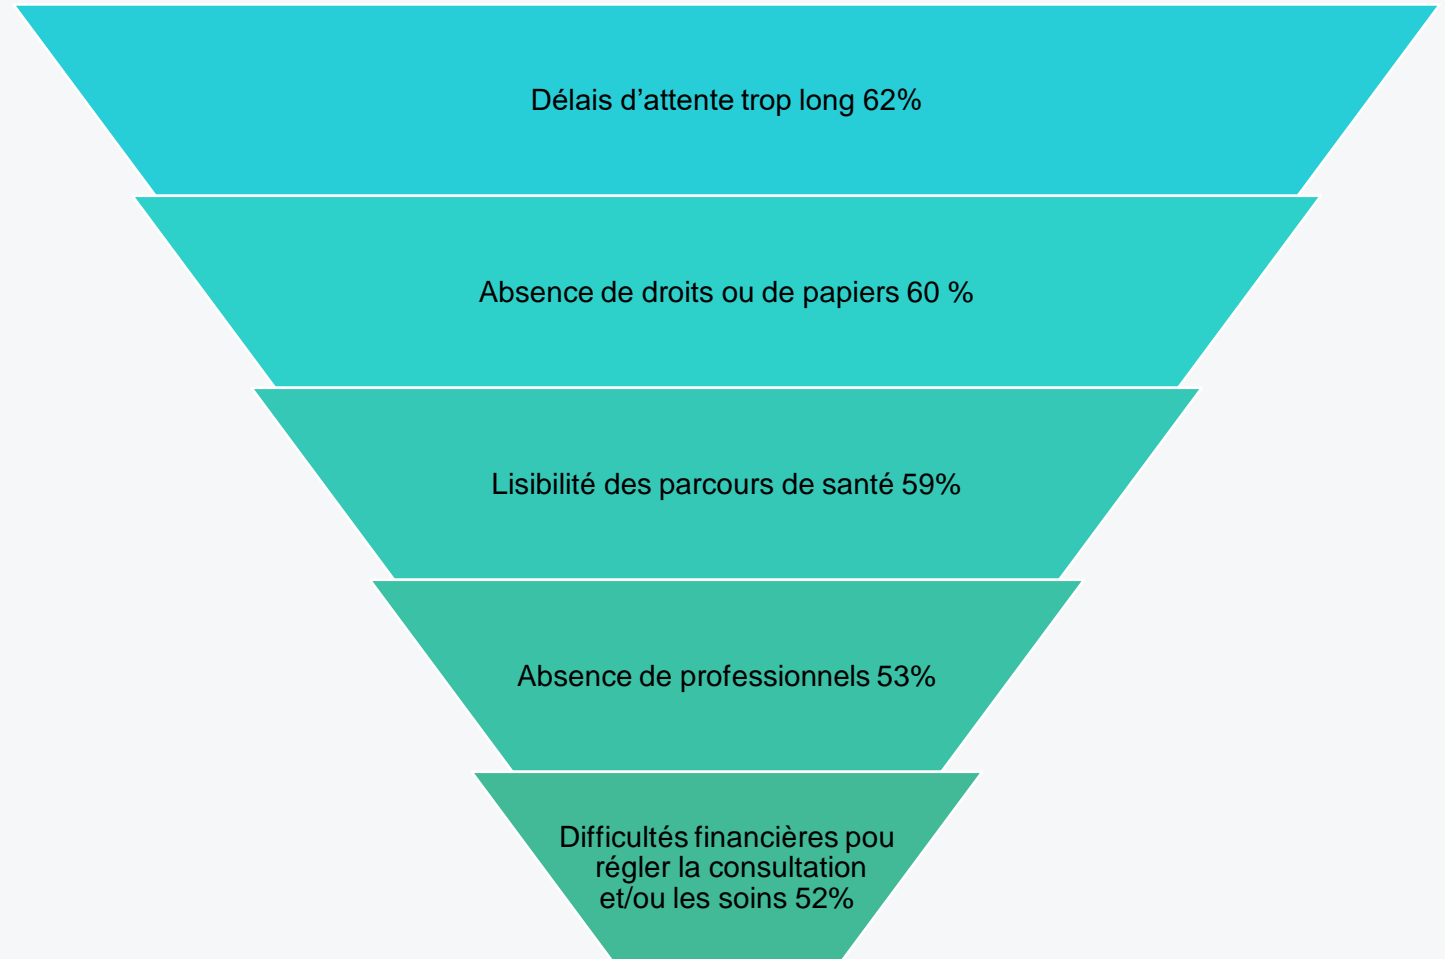 Délais d’attente trop long 62%
Absence de droits ou de papiers 60 %
Lisibilité des parcours de santé 59%
Absence de professionnels 53%
Difficultés financières pou
régler la consultation
et/ou les soins 52%